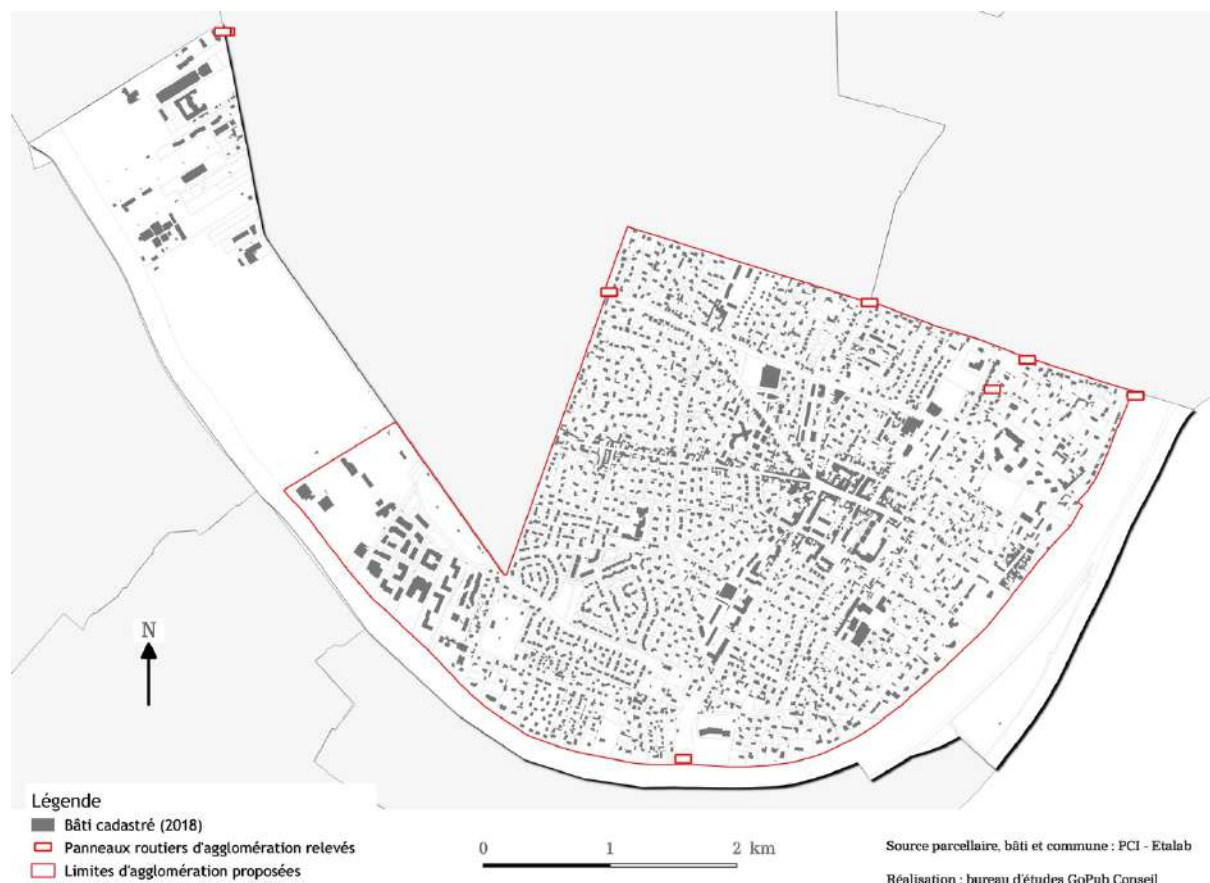 N
Légende
Bâti cadastré (2018)
Panneaux routiers d'agglomération relevés
Limites d'agglomération proposées
0 1 2 km
Source parcellaire, bâti et commune : PCI - Etalab
Réalisation : bureau d'études GoPub Conseil